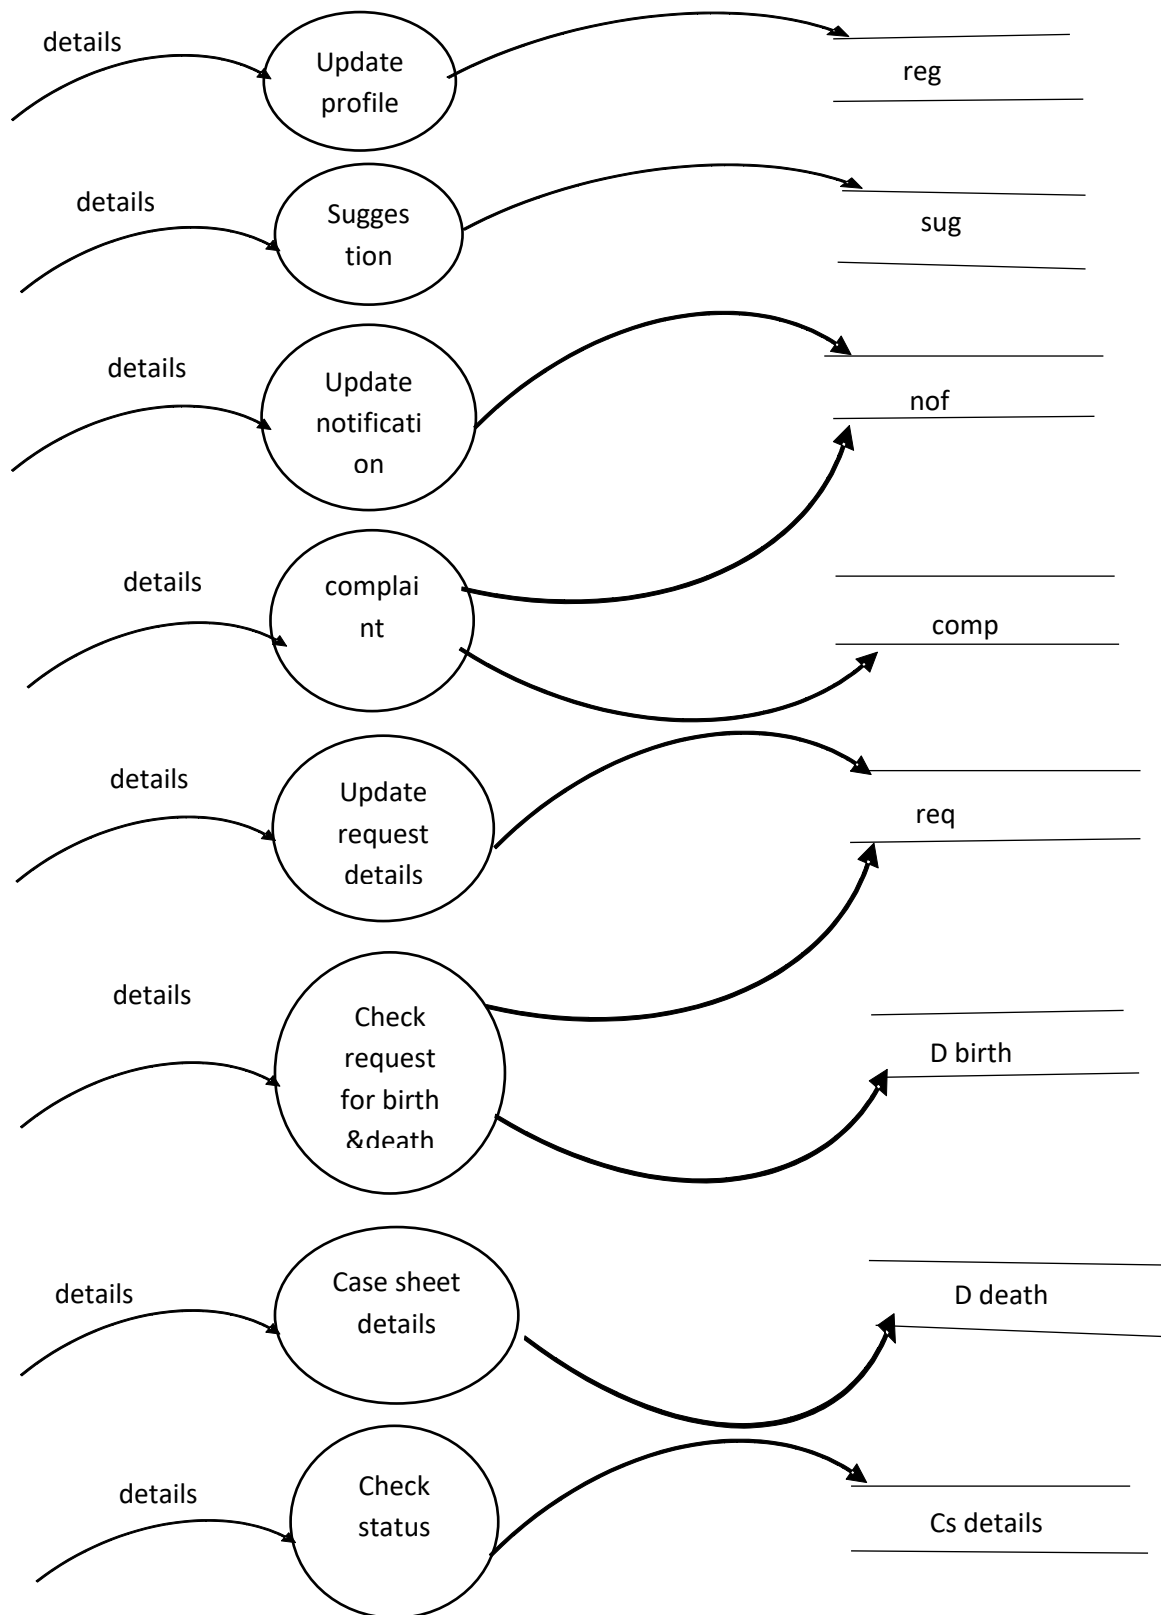 details
Update
profile
reg
details
Sugges
tion
sug
details
Update
notificati
on
nof
details
complai
nt
comp
details
Update
request
details
req
details
Check
request
for birth
&death
D birth
details
Case sheet
details
D death
details
Check
status
Cs details